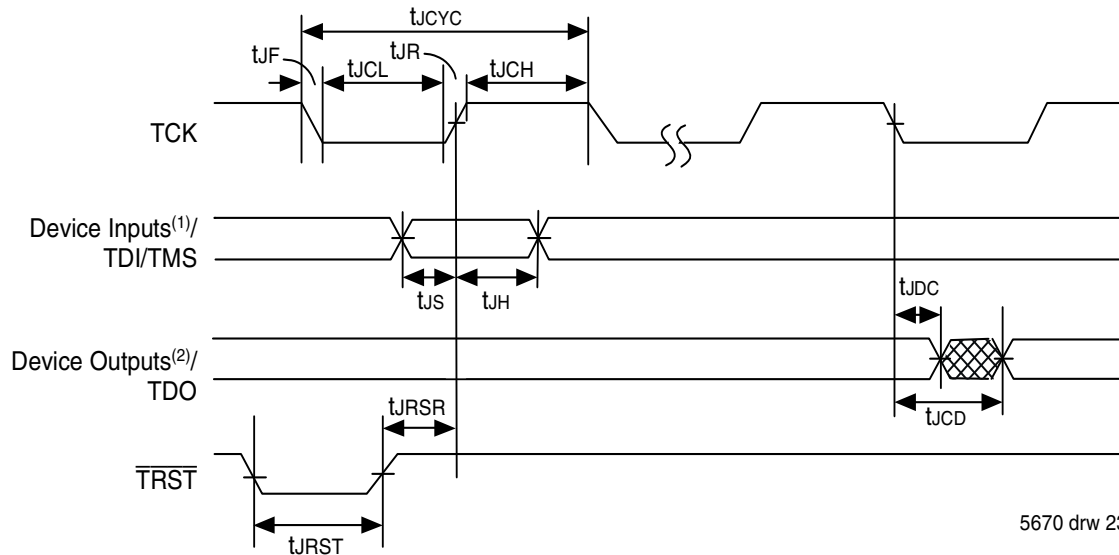 tJCYC
tJF
tJR
tJCL
tJCH
TCK
Device Inputs(1)/
TDI/TMS
tJS
tJH
tJDC
Device Outputs(2)/
TDO
tJRSR
tJCD
TRST
tJRST
5670 drw 23